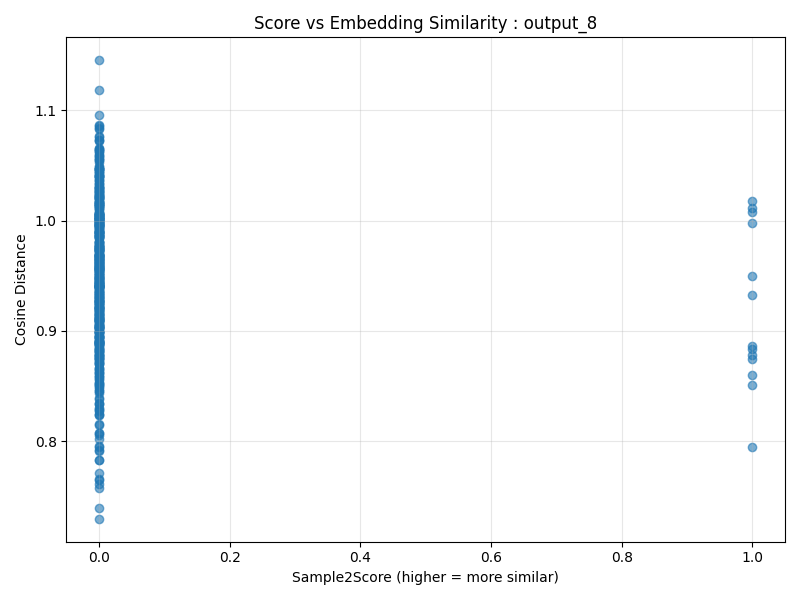 Score vs Embedding Similarity : output_8
1.1
1.0
0.9
0.8
Cosine Distance
0.0 0.2 0.4 0.6 0.8 1.0
Sample2Score (higher = more similar)